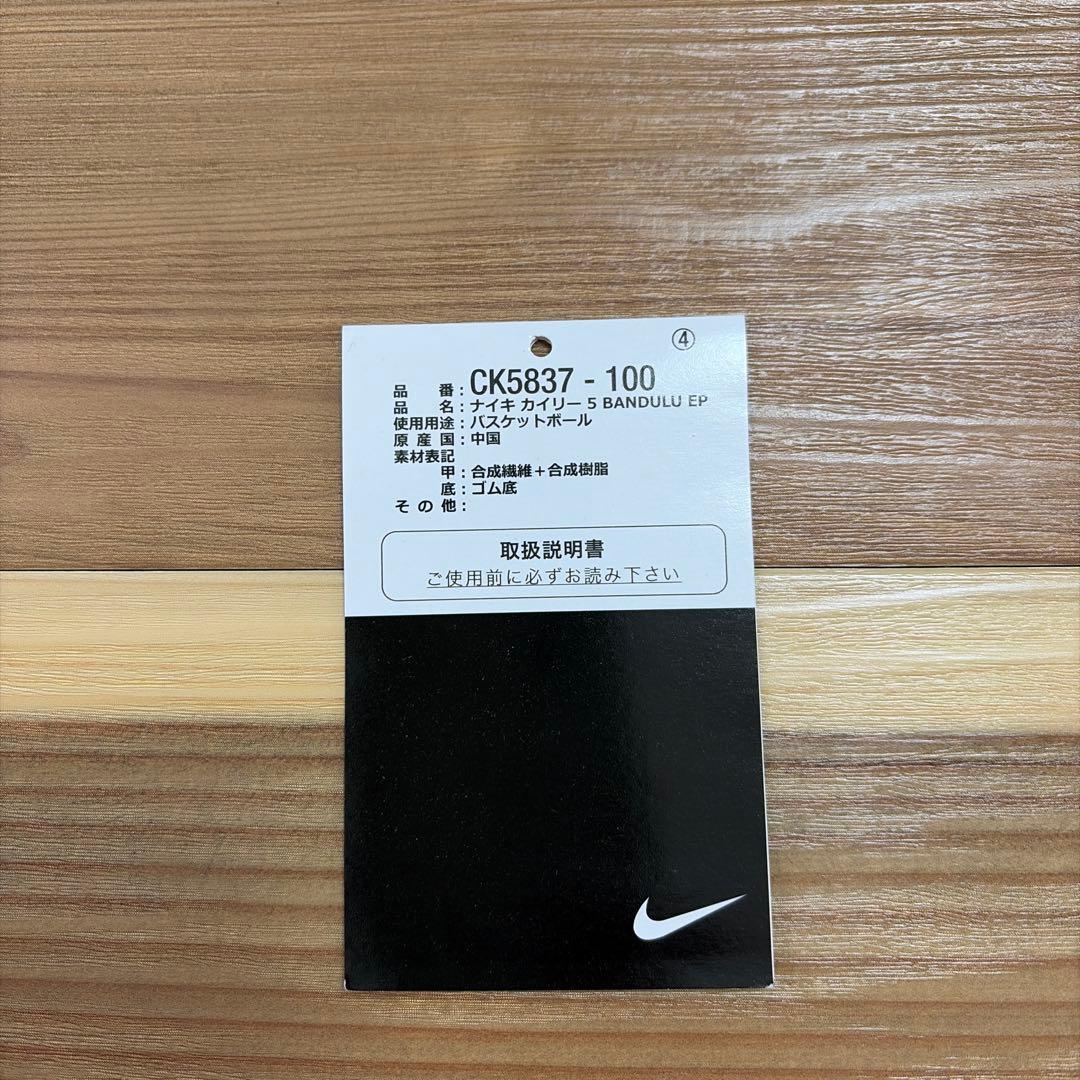 ④
品 番：CK5837 - 100
品 名：ナイキ カイリー 5 BANDULU EP
使用用途：バスケットボール
原 産 国：中国
素材表記
甲：合成繊維＋合成樹脂
底：ゴム底
そ の 他：
取扱説明書
ご使用前に必ずお読み下さい